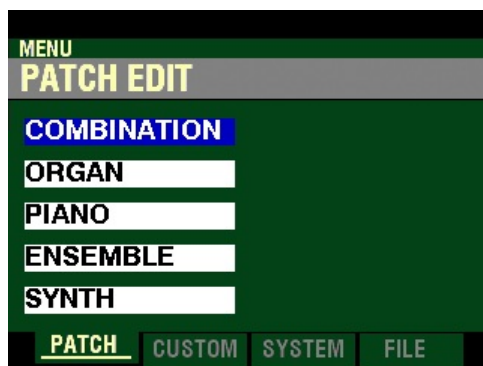 MENU
PATCH EDIT
COMBINATION
ORGAN
PIANO
ENSEMBLE
SYNTH
PATCH CUSTOM SYSTEM FILE